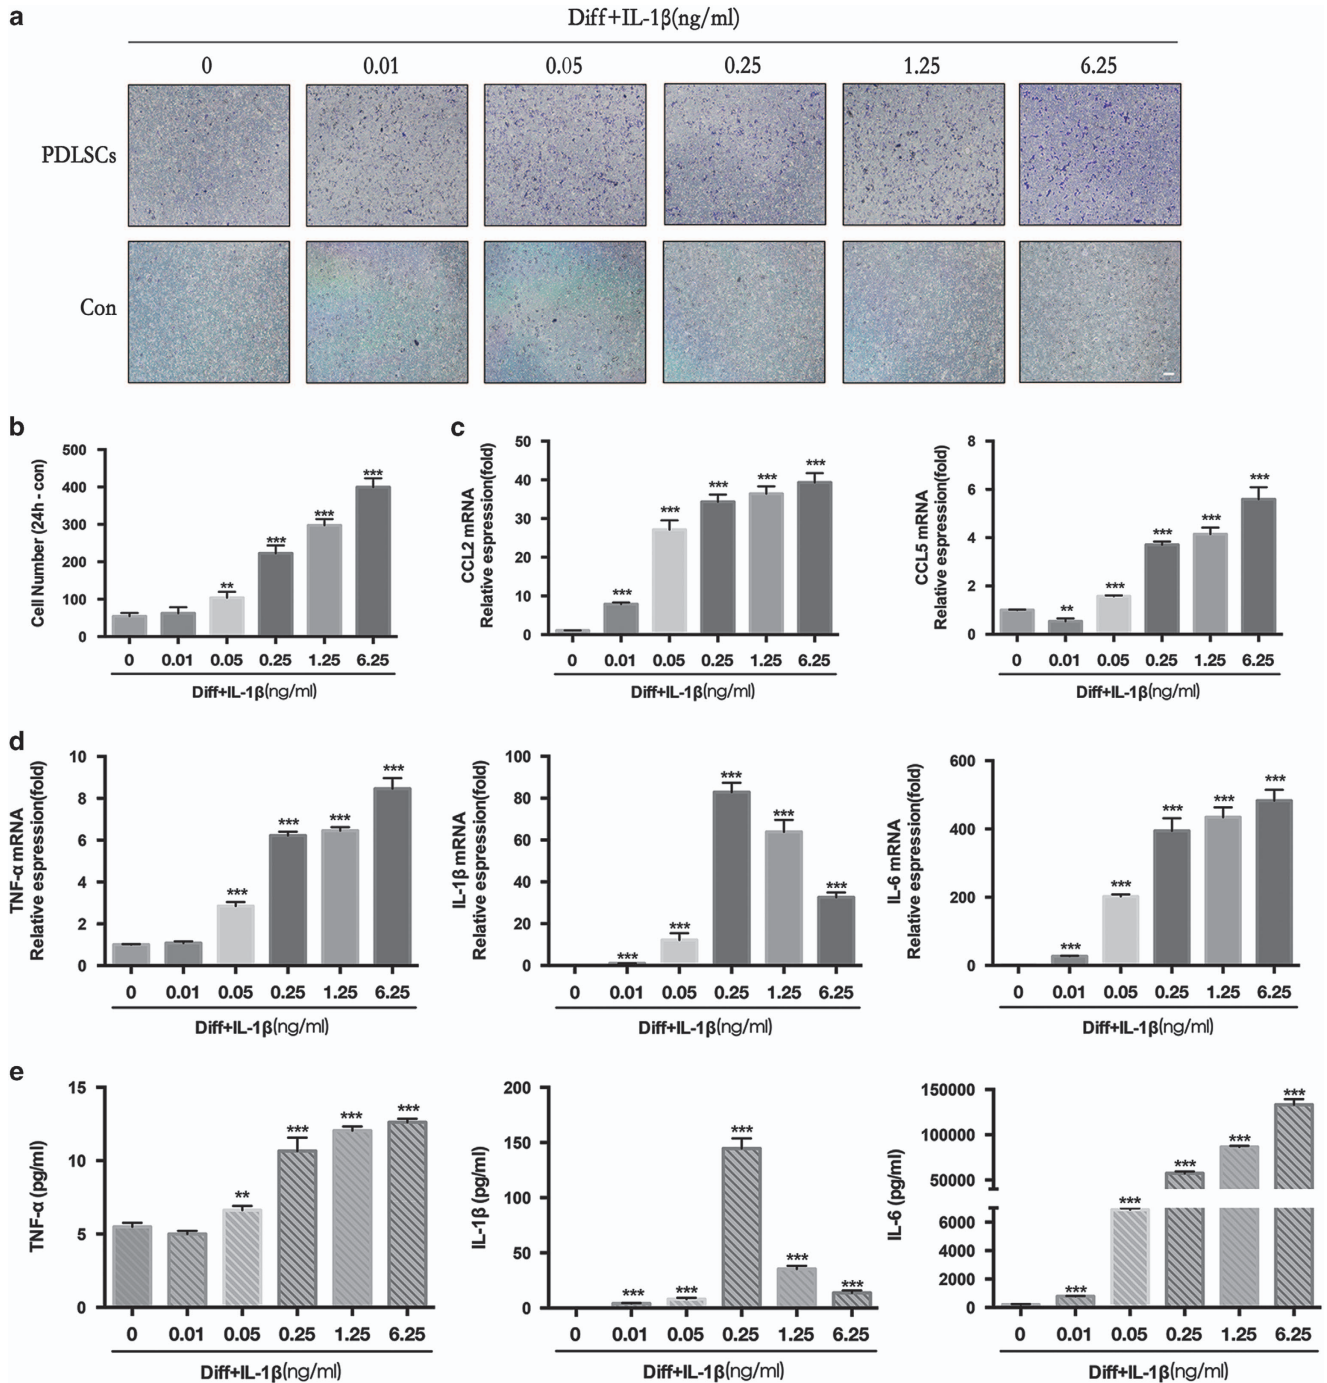 a
Diff+IL-1β(ng/ml)
0 0.01 0.05 0.25 1.25 6.25
PDLSCs
Con
b
Cell Number (24h - con)
500
400
300
200
100
0
** *** *** ***
0 0.01 0.05 0.25 1.25 6.25
Diff+IL-1β(ng/ml)
c
CCL2 mRNA
Relative espression(fold)
50
40
30
20
10
0
*** *** *** *** ***
0 0.01 0.05 0.25 1.25 6.25
Diff+IL-1β(ng/ml)
CCL5 mRNA
Relative espression(fold)
8
6
4
2
0
** *** *** *** ***
0 0.01 0.05 0.25 1.25 6.25
Diff+IL-1β(ng/ml)
d
TNF-α mRNA
Relative espression(fold)
10
8
6
4
2
0
*** *** *** ***
0 0.01 0.05 0.25 1.25 6.25
Diff+IL-1β(ng/ml)
IL-1β mRNA
Relative espression(fold)
100
80
60
40
20
0
*** *** *** *** ***
0 0.01 0.05 0.25 1.25 6.25
Diff+IL-1β(ng/ml)
IL-6 mRNA
Relative espression(fold)
600
400
200
0
*** *** *** *** ***
0 0.01 0.05 0.25 1.25 6.25
Diff+IL-1β(ng/ml)
e
TNF-α (pg/ml)
15
10
5
0
** *** *** ***
0 0.01 0.05 0.25 1.25 6.25
Diff+IL-1β(ng/ml)
IL-1β (pg/ml)
200
150
100
50
0
*** *** *** *** ***
0 0.01 0.05 0.25 1.25 6.25
Diff+IL-1β(ng/ml)
IL-6 (pg/ml)
150000
100000
50000
6000
4000
2000
0
*** *** *** *** ***
0 0.01 0.05 0.25 1.25 6.25
Diff+IL-1β(ng/ml)